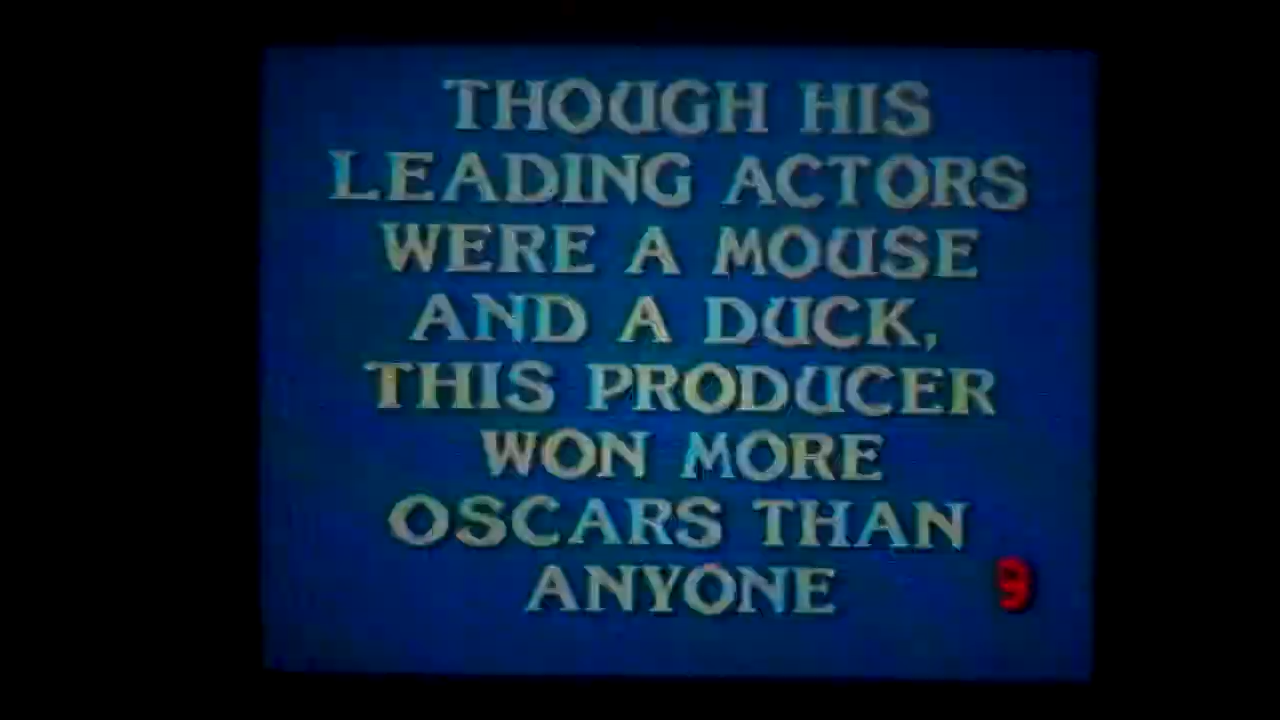 THOUGH HIS
LEADING ACTORS
WERE A MOUSE
AND A DUCK,
THIS PRODUCER
WON MORE
OSCARS THAN
ANYONE
9